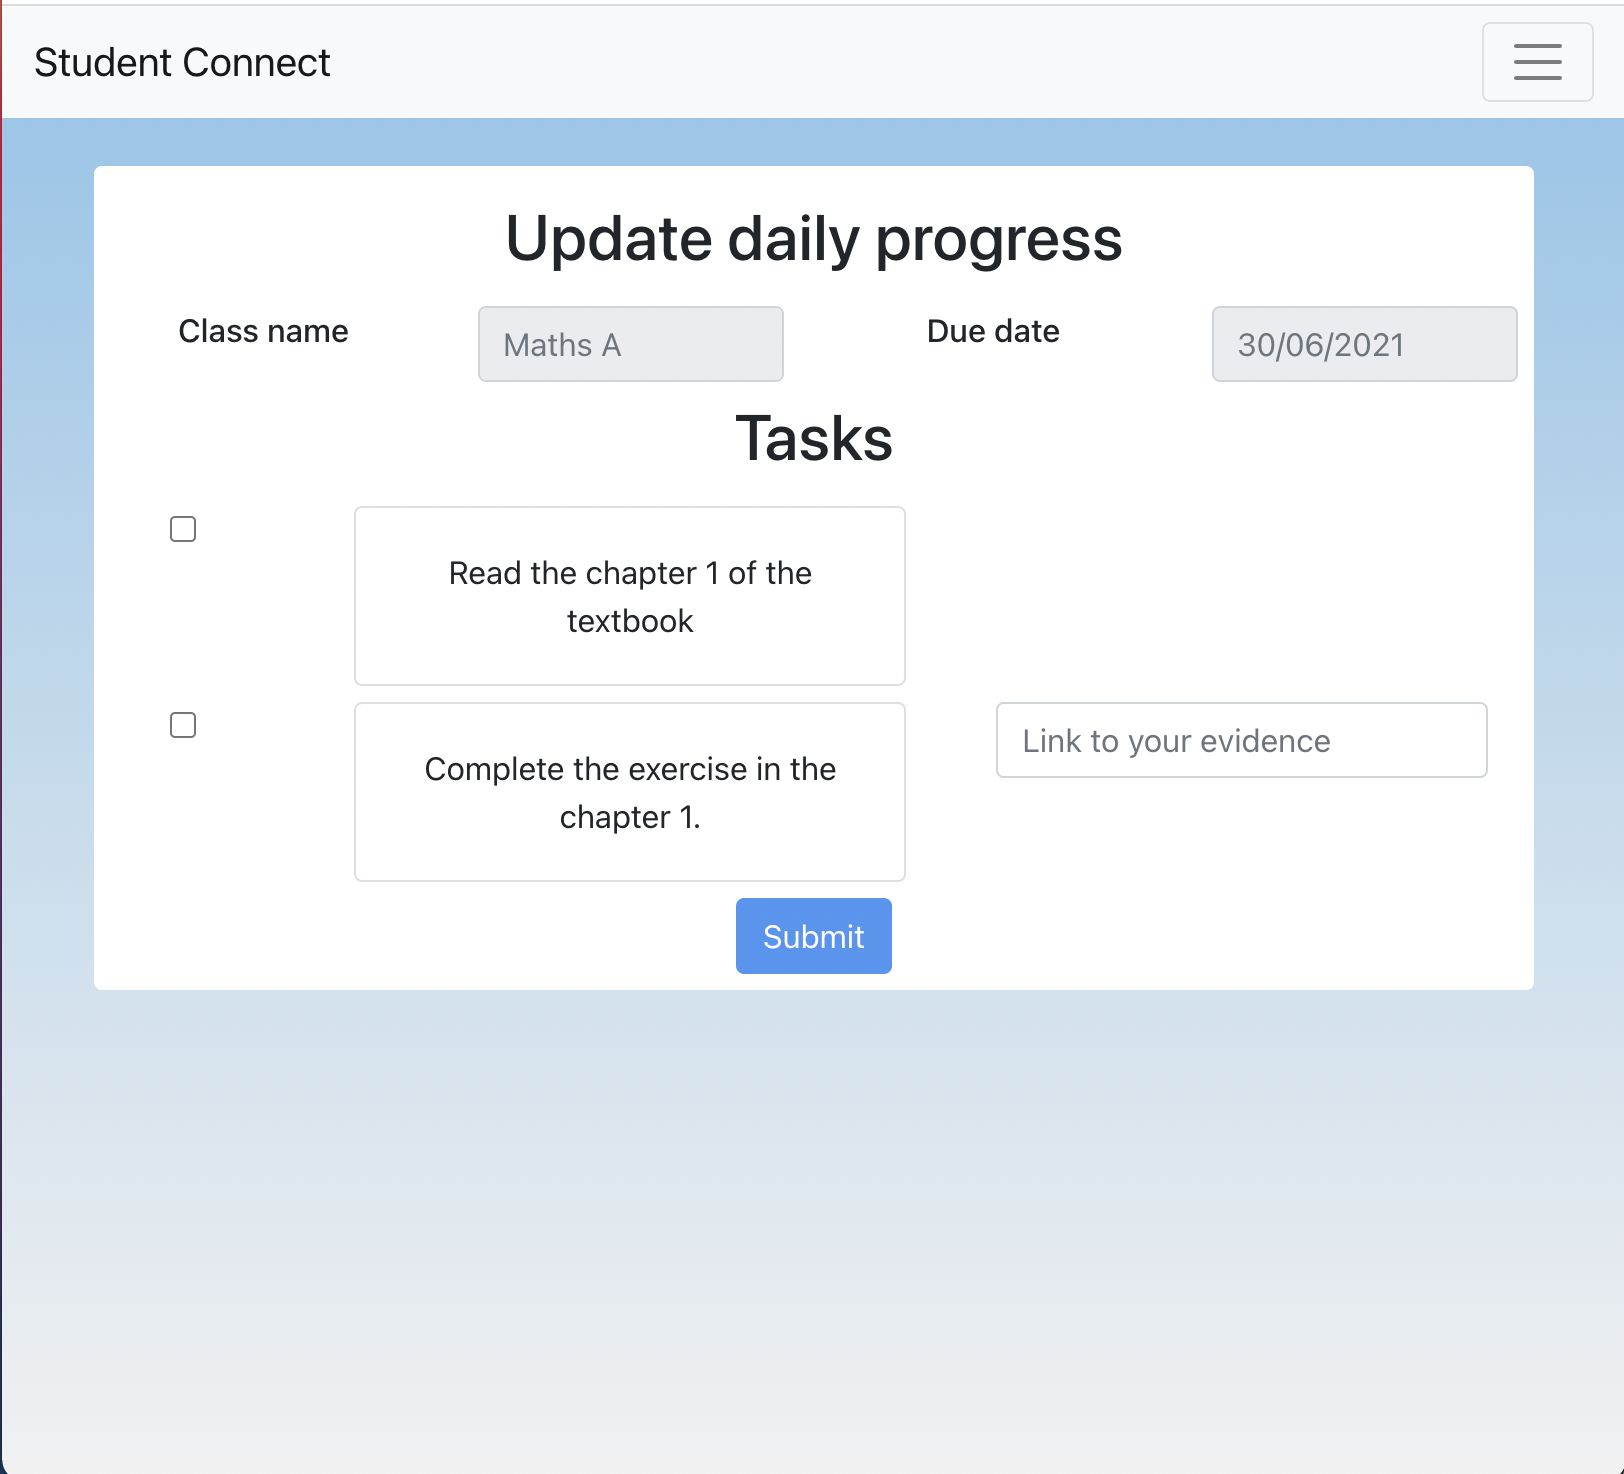 Student Connect
Update daily progress
Class name
Maths A
Due date
30/06/2021
Tasks
Read the chapter 1 of the
textbook
Complete the exercise in the
chapter 1.
Link to your evidence
Submit